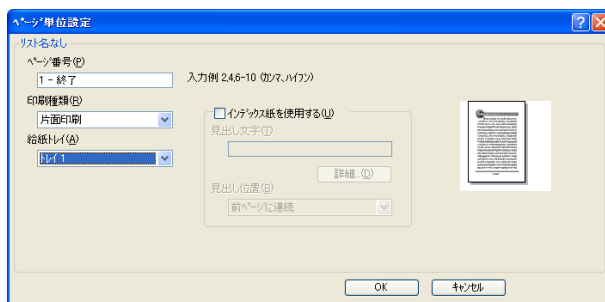 ページ単位設定
リスト名なし
ページ番号(P)
1 - 終了
入力例 2,4,6-10 (カンマ、ハイフン)
印刷種類(R)
片面印刷
給紙トレイ(A)
トレイ 1
インデックス紙を使用する(U)
見出し文字(T)
詳細...(D)
見出し位置(B)
前ページに連続
OK
キャンセル